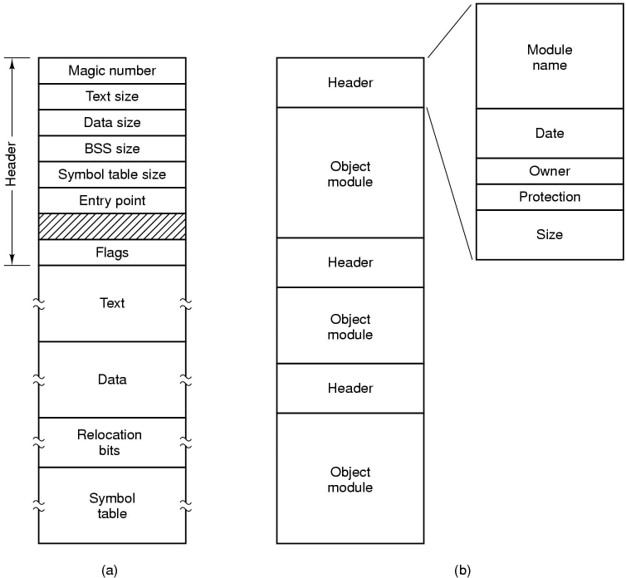 Header
Magic number
Text size
Data size
BSS size
Symbol table size
Entry point
Flags
Text
Data
Relocation
bits
Symbol
table
(a)
Header
Object
module
Header
Object
module
Header
Object
module
Module
name
Date
Owner
Protection
Size
(b)